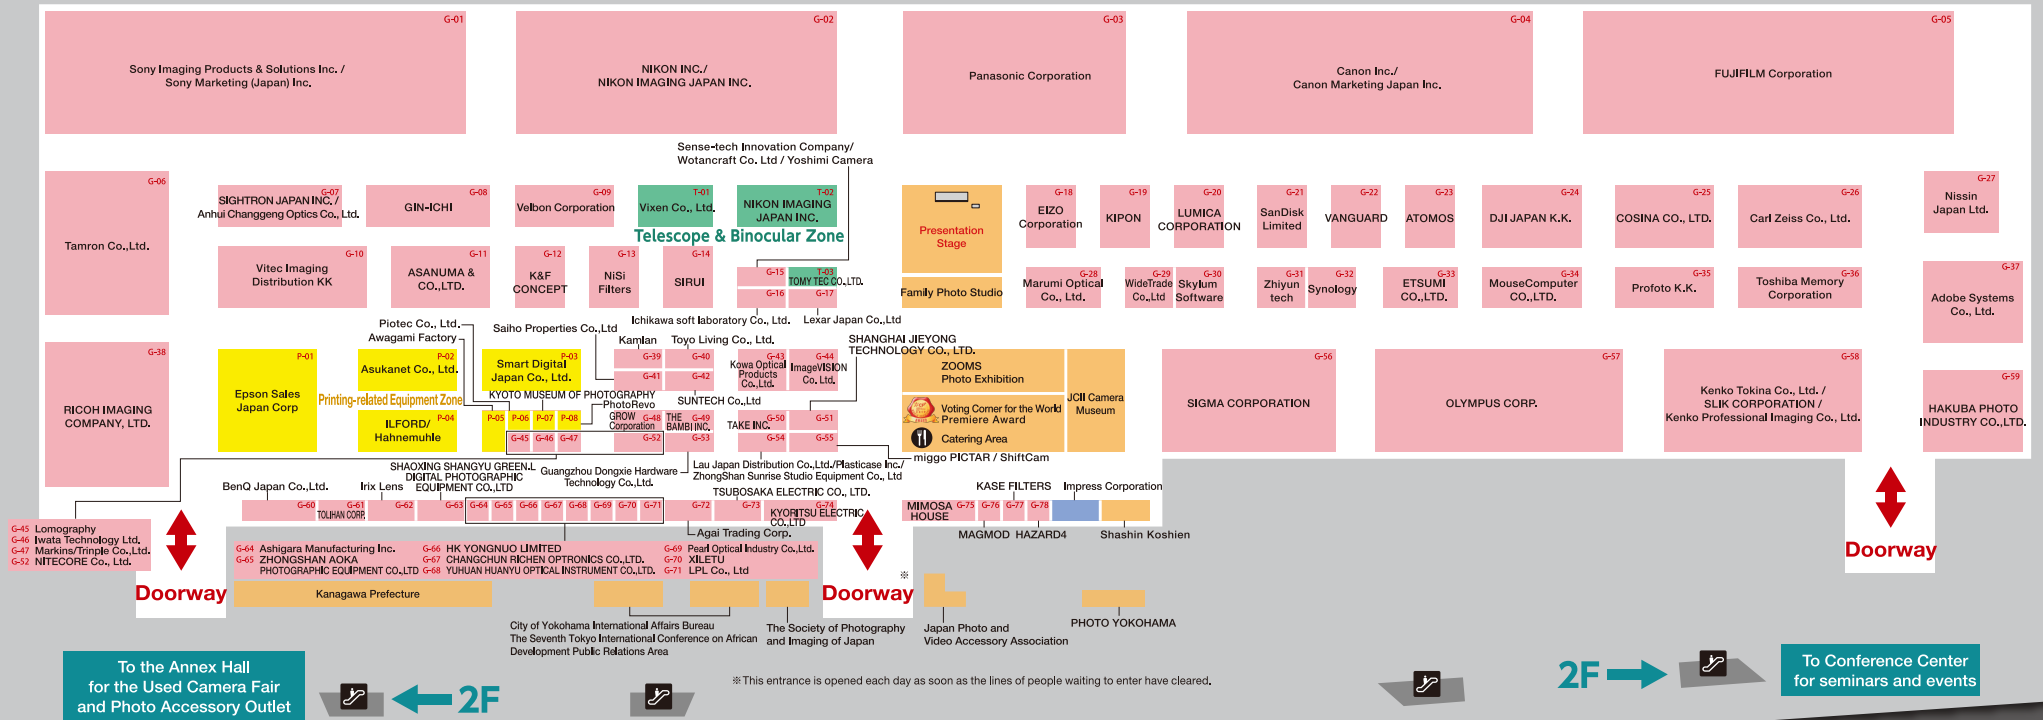 G-01
Sony Imaging Products & Solutions Inc. /
Sony Marketing (Japan) Inc.
G-02
NIKON INC./
NIKON IMAGING JAPAN INC.
G-03
Panasonic Corporation
G-04
Canon Inc./
Canon Marketing Japan Inc.
G-05
FUJIFILM Corporation
Sense-tech Innovation Company/
Wotancraft Co. Ltd / Yoshimi Camera
G-06
Tamron Co.,Ltd.
G-07
SIGHTRON JAPAN INC. /
Anhui Changgeng Optics Co., Ltd.
G-08
GIN-ICHI
G-09
Velbon Corporation
T-01
Vixen Co., Ltd.
T-02
NIKON IMAGING
JAPAN INC.
Telescope & Binocular Zone
Presentation
Stage
G-18
EIZO
Corporation
G-19
KIPON
G-20
LUMICA
CORPORATION
G-21
SanDisk
Limited
G-22
VANGUARD
G-23
ATOMOS
G-24
DJI JAPAN K.K.
G-25
COSINA CO., LTD.
G-26
Carl Zeiss Co., Ltd.
G-27
Nissin
Japan Ltd.
G-10
Vitec Imaging
Distribution KK
G-11
ASANUMA &
CO.,LTD.
G-12
K&F
CONCEPT
G-13
NiSi
Filters
G-14
SIRUI
G-15
T-03
TOMY TEC CO.,LTD.
G-16
G-17
Ichikawa soft laboratory Co., Ltd.
Lexar Japan Co.,Ltd
Family Photo Studio
G-28
Marumi Optical
Co., Ltd.
G-29
WideTrade
Co.,Ltd
G-30
Skylum
Software
G-31
Zhiyun
tech
G-32
Synology
G-33
ETSUMI
CO.,LTD.
G-34
MouseComputer
CO.,LTD.
G-35
Profoto K.K.
G-36
Toshiba Memory
Corporation
G-37
Adobe Systems
Co., Ltd.
Piotec Co., Ltd.
Awagami Factory
Saiho Properties Co.,Ltd
Kamlan
Toyo Living Co., Ltd.
SHANGHAI JIEYONG
TECHNOLOGY CO., LTD.
G-38
RICOH IMAGING
COMPANY, LTD.
P-01
Epson Sales
Japan Corp
P-02
Asukanet Co., Ltd.
Printing-related Equipment Zone
P-03
Smart Digital
Japan Co., Ltd.
KYOTO MUSEUM OF PHOTOGRAPHY
PhotoRevo
P-04
ILFORD/
Hahnemuhle
P-05
P-06
P-07
P-08
G-39
G-40
G-41
G-42
SUNTECH Co.,Ltd
G-43
Kowa Optical
Products
Co.,Ltd.
G-44
ImageVISION
Co. Ltd.
G-45
G-46
G-47
GROW
Corporation
G-48
THE
BAMBI INC.
G-49
G-50
TAKE INC.
G-51
G-52
G-53
G-54
G-55
ZOOMS
Photo Exhibition
Voting Corner for the World
Premiere Award
Catering Area
JCII Camera
Museum
miggo PICTAR / ShiftCam
G-56
SIGMA CORPORATION
G-57
OLYMPUS CORP.
G-58
Kenko Tokina Co., Ltd. /
SLIK CORPORATION /
Kenko Professional Imaging Co., Ltd.
G-59
HAKUBA PHOTO
INDUSTRY CO.,LTD.
SHAOXING SHANGYU GREEN.L
DIGITAL PHOTOGRAPHIC
EQUIPMENT CO.,LTD
Guangzhou Dongxie Hardware
Technology Co.,Ltd.
Lau Japan Distribution Co.,Ltd./Plasticase Inc./
ZhongShan Sunrise Studio Equipment Co., Ltd
BenQ Japan Co.,Ltd.
Irix Lens
TSUBOSAKA ELECTRIC CO., LTD.
G-60
G-61
TOLIHAN CORP.
G-62
G-63
G-64
G-65
G-66
G-67
G-68
G-69
G-70
G-71
G-72
G-73
G-74
KYORITSU ELECTRIC
CO.,LTD
Agai Trading Corp.
KASE FILTERS
Impress Corporation
MIMOSA
HOUSE
G-75
G-76
G-77
G-78
MAGMOD
HAZARD4
Shashin Koshien
G-45 Lomography
G-46 Iwata Technology Ltd.
G-47 Markins/Trinple Co.,Ltd.
G-52 NITECORE Co., Ltd.
G-64 Ashigara Manufacturing Inc.
G-65 ZHONGSHAN AOKA
PHOTOGRAPHIC EQUIPMENT CO.,LTD
G-66 HK YONGNUO LIMITED
G-67 CHANGCHUN RICHEN OPTRONICS CO.,LTD.
G-68 YUHUAN HUANYU OPTICAL INSTRUMENT CO.,LTD.
G-69 Pearl Optical Industry Co.,Ltd.
G-70 XILETU
G-71 LPL Co., Ltd
Doorway
※
Doorway
Doorway
Kanagawa Prefecture
City of Yokohama International Affairs Bureau
The Seventh Tokyo International Conference on African
Development Public Relations Area
The Society of Photography
and Imaging of Japan
Japan Photo and
Video Accessory Association
PHOTO YOKOHAMA
To the Annex Hall
for the Used Camera Fair
and Photo Accessory Outlet
2F
※This entrance is opened each day as soon as the lines of people waiting to enter have cleared.
2F
To Conference Center
for seminars and events